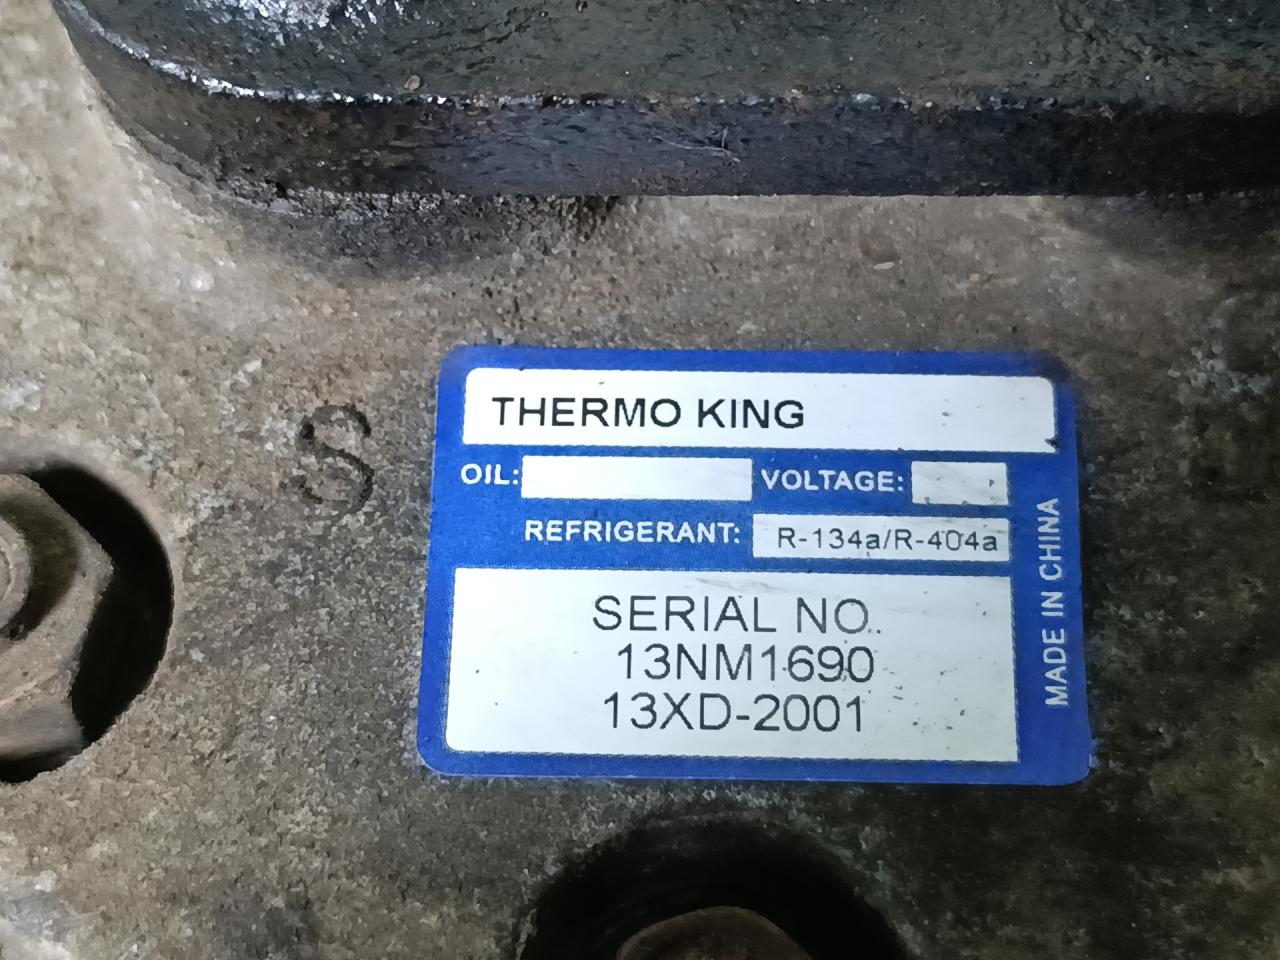 S
THERMO KING
OIL: VOLTAGE:
REFRIGERANT: R-134a/R-404a
SERIAL NO.
13NM1690
13XD-2001
MADE IN CHINA